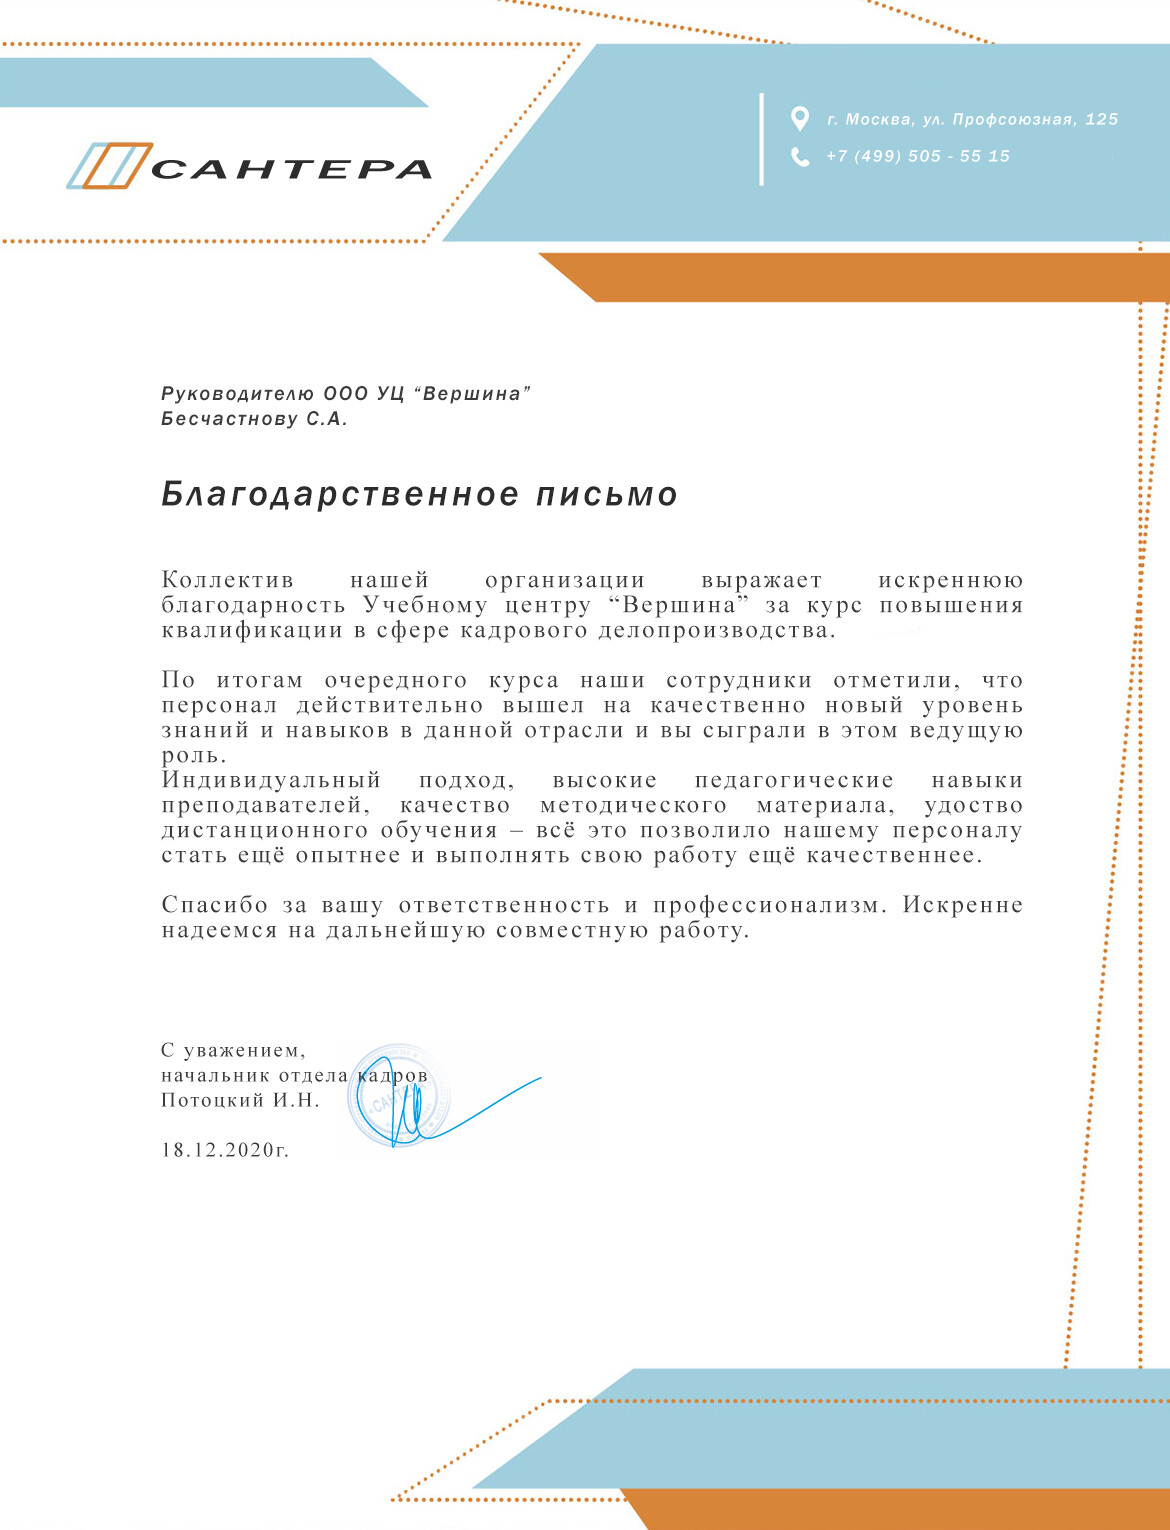 г. Москва, ул. Профсоюзная, 125
+7 (499) 505 - 55 15
САНТЕРА
Руководителю ООО УЦ “Вершина”
Бесчастнову С.А.
Благодарственное письмо
Коллектив нашей организации выражает искреннюю
благодарность Учебному центру “Вершина” за курс повышения
квалификации в сфере кадрового делопроизводства.
По итогам очередного курса наши сотрудники отметили, что
персонал действительно вышел на качественно новый уровень
знаний и навыков в данной отрасли и вы сыграли в этом ведущую
роль.
Индивидуальный подход, высокие педагогические навыки
преподавателей, качество методического материала, удоство
дистанционного обучения – всё это позволило нашему персоналу
стать ещё опытнее и выполнять свою работу ещё качественнее.
Спасибо за вашу ответственность и профессионализм. Искренне
надеемся на дальнейшую совместную работу.
С уважением,
начальник отдела кадров
Потоцкий И.Н.
«САНТЕРА»
18.12.2020г.